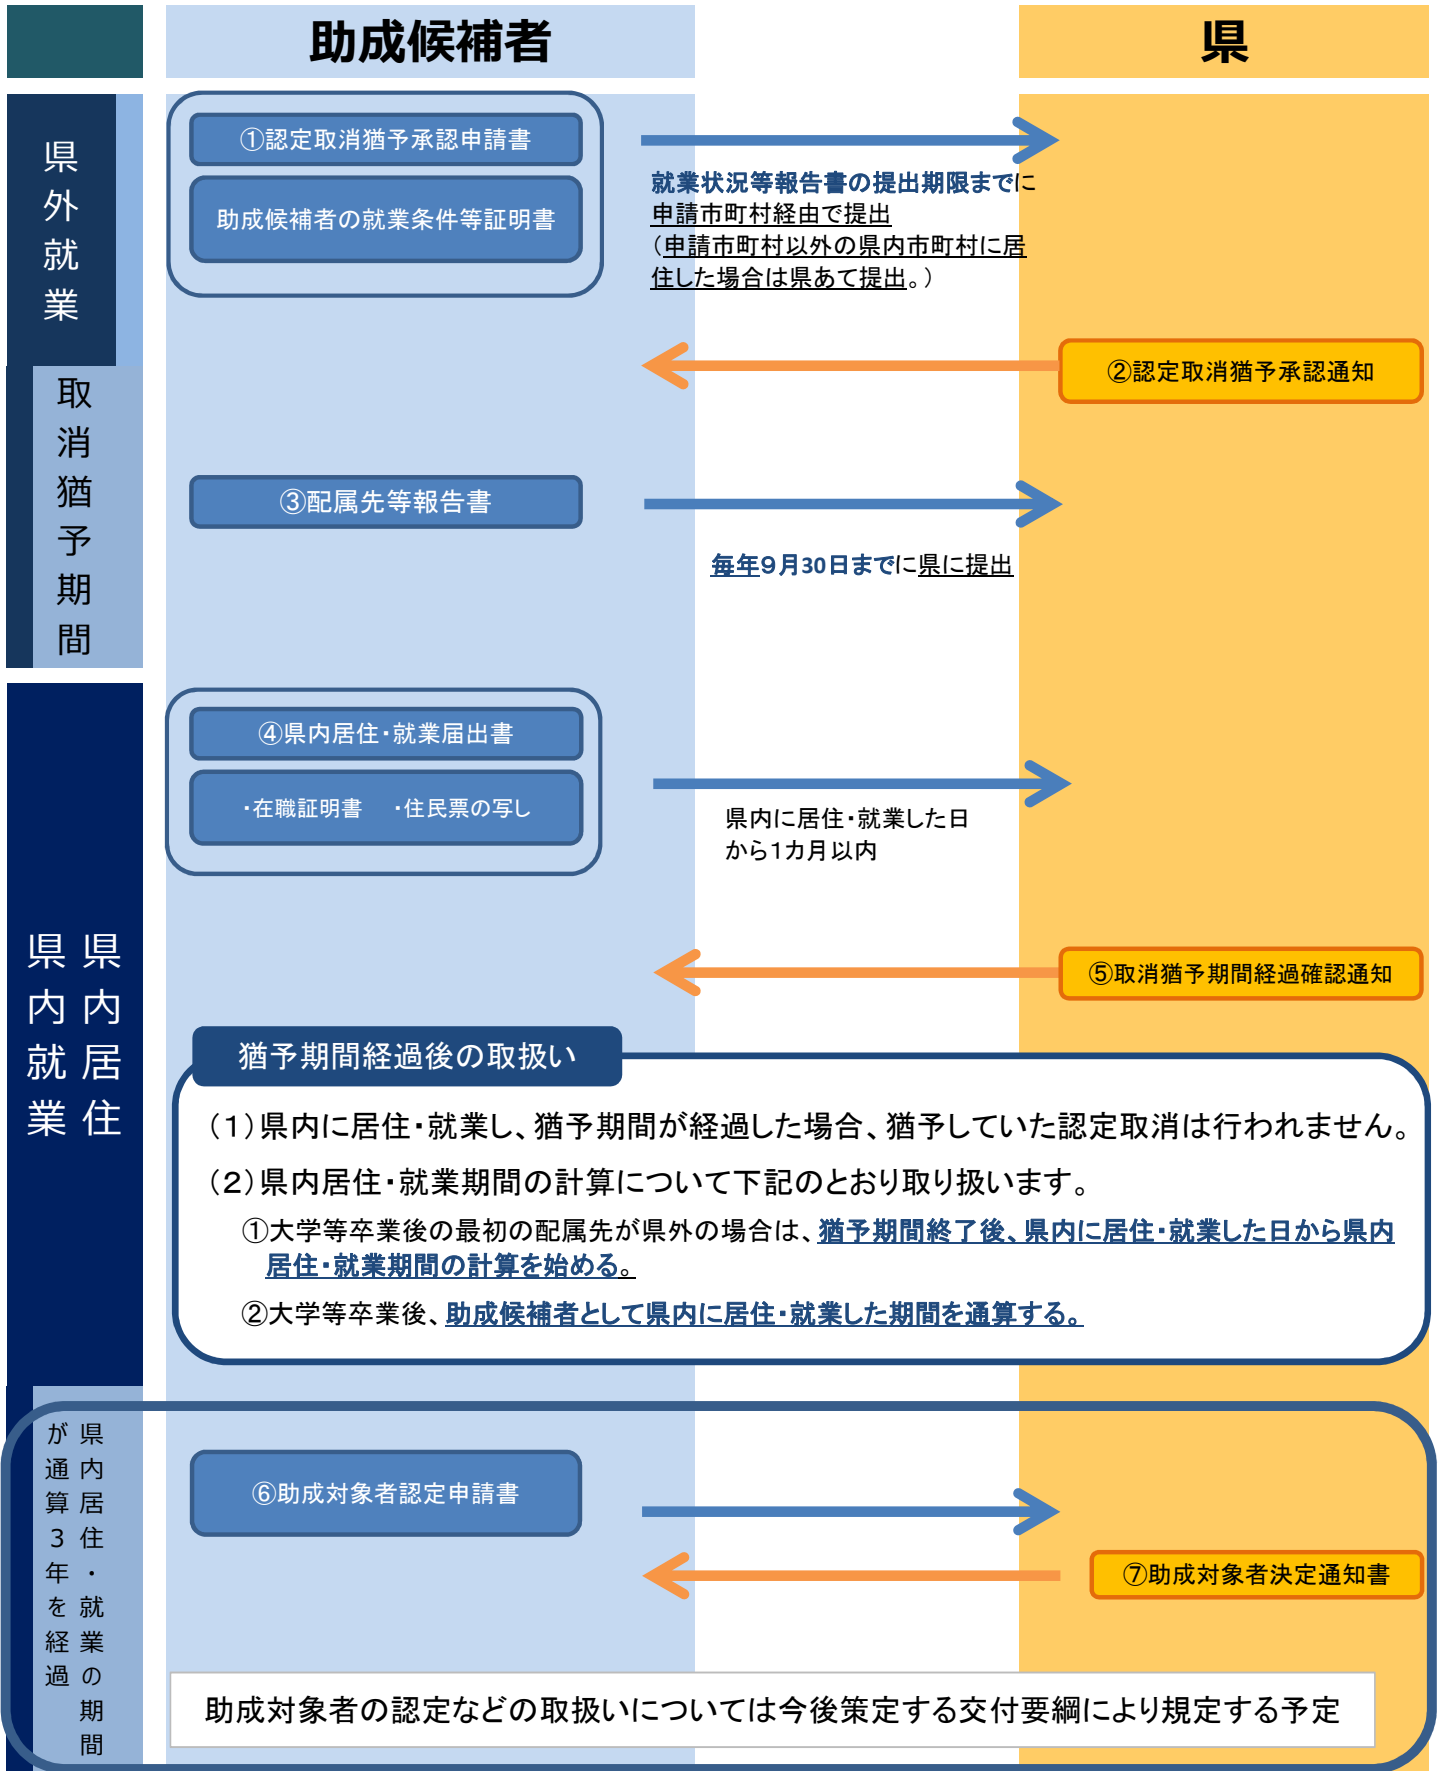 助成候補者
県
県外就業
①認定取消猶予承認申請書
助成候補者の就業条件等証明書
就業状況等報告書の提出期限までに
申請市町村経由で提出
（申請市町村以外の県内市町村に居
住した場合は県あて提出。）
②認定取消猶予承認通知
取消猶予期間
③配属先等報告書
毎年９月30日までに県に提出
県内居住
県内就業
④県内居住・就業届出書
・在職証明書　・住民票の写し
県内に居住・就業した日
から１カ月以内
⑤取消猶予期間経過確認通知
猶予期間経過後の取扱い
（１）県内に居住・就業し、猶予期間が経過した場合、猶予していた認定取消は行われません。
（２）県内居住・就業期間の計算について下記のとおり取り扱います。
①大学等卒業後の最初の配属先が県外の場合は、猶予期間終了後、県内に居住・就業した日から県内
居住・就業期間の計算を始める。
②大学等卒業後、助成候補者として県内に居住・就業した期間を通算する。
県内居住・就業の期間
が通算３年を経過
⑥助成対象者認定申請書
⑦助成対象者決定通知書
助成対象者の認定などの取扱いについては今後策定する交付要綱により規定する予定